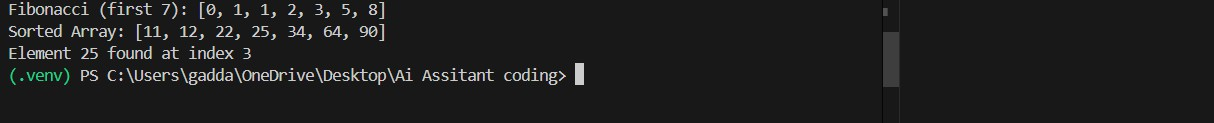 Fibonacci (first 7): [0, 1, 1, 2, 3, 5, 8]
Sorted Array: [11, 12, 22, 25, 34, 64, 90]
Element 25 found at index 3
(.venv) PS C:\Users\gadda\OneDrive\Desktop\Ai Assitant coding>